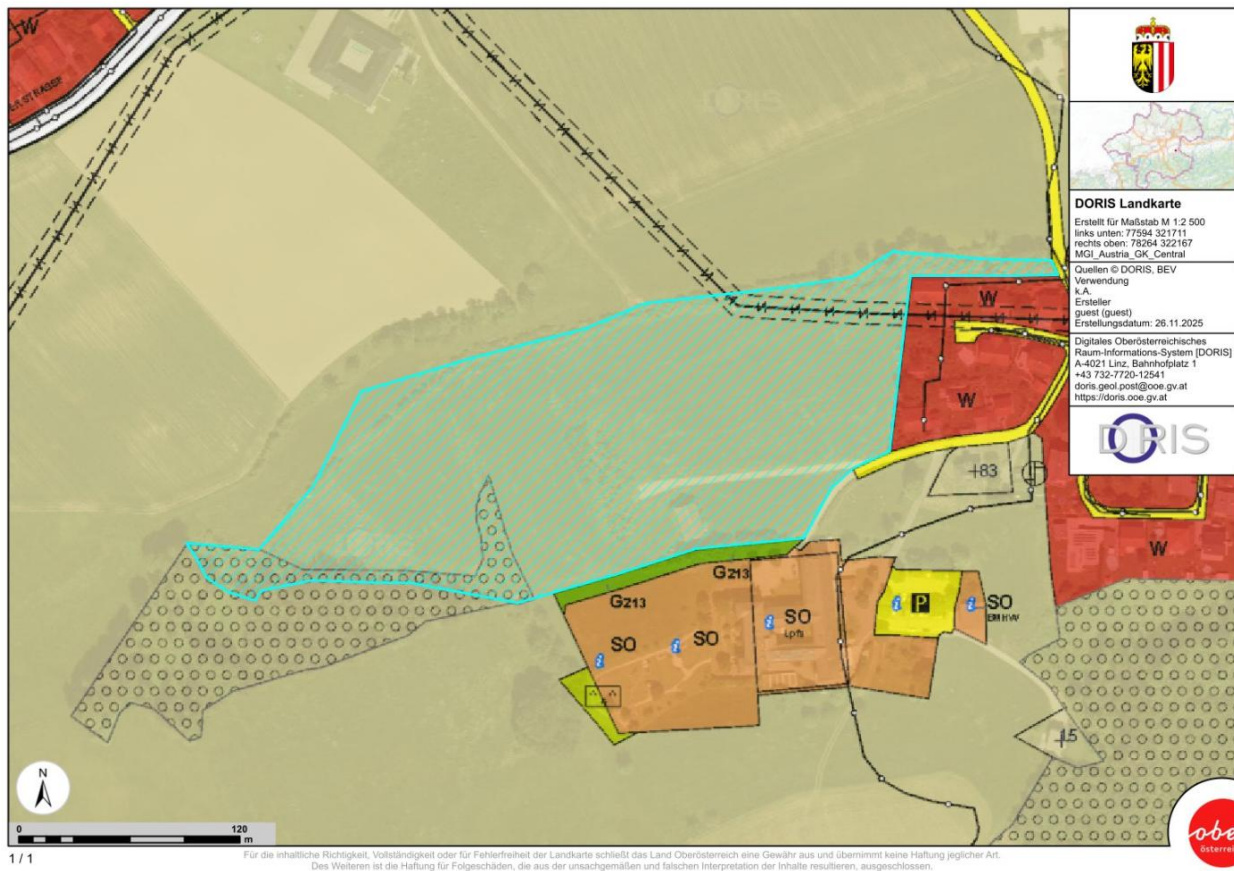 W
W
W
W
+83
G213
G213
SO
SO
SO
Lpfs
P
SO
+15
N
0
120
m
1 / 1
DORIS Landkarte
Erstellt für Maßstab M 1:2 500
links unten: 77594 321711
rechts oben: 78264 322167
MGI_Austria_GK_Central
Quellen © DORIS, BEV
Verwendung
k.A.
Ersteller
guest (guest)
Erstellungsdatum: 26.11.2025
Digitales Oberösterreichisches
Raum-Informations-System [DORIS]
A-4021 Linz, Bahnhofplatz 1
+43 732-7720-12541
doris.geol.post@ooe.gv.at
https://doris.ooe.gv.at
DORIS
Für die inhaltliche Richtigkeit, Vollständigkeit oder für Fehlerfreiheit der Landkarte schließt das Land Oberösterreich eine Gewähr aus und übernimmt keine Haftung jeglicher Art.
Des Weiteren ist die Haftung für Folgeschäden, die aus der unsachgemäßen und falschen Interpretation der Inhalte resultieren, ausgeschlossen.